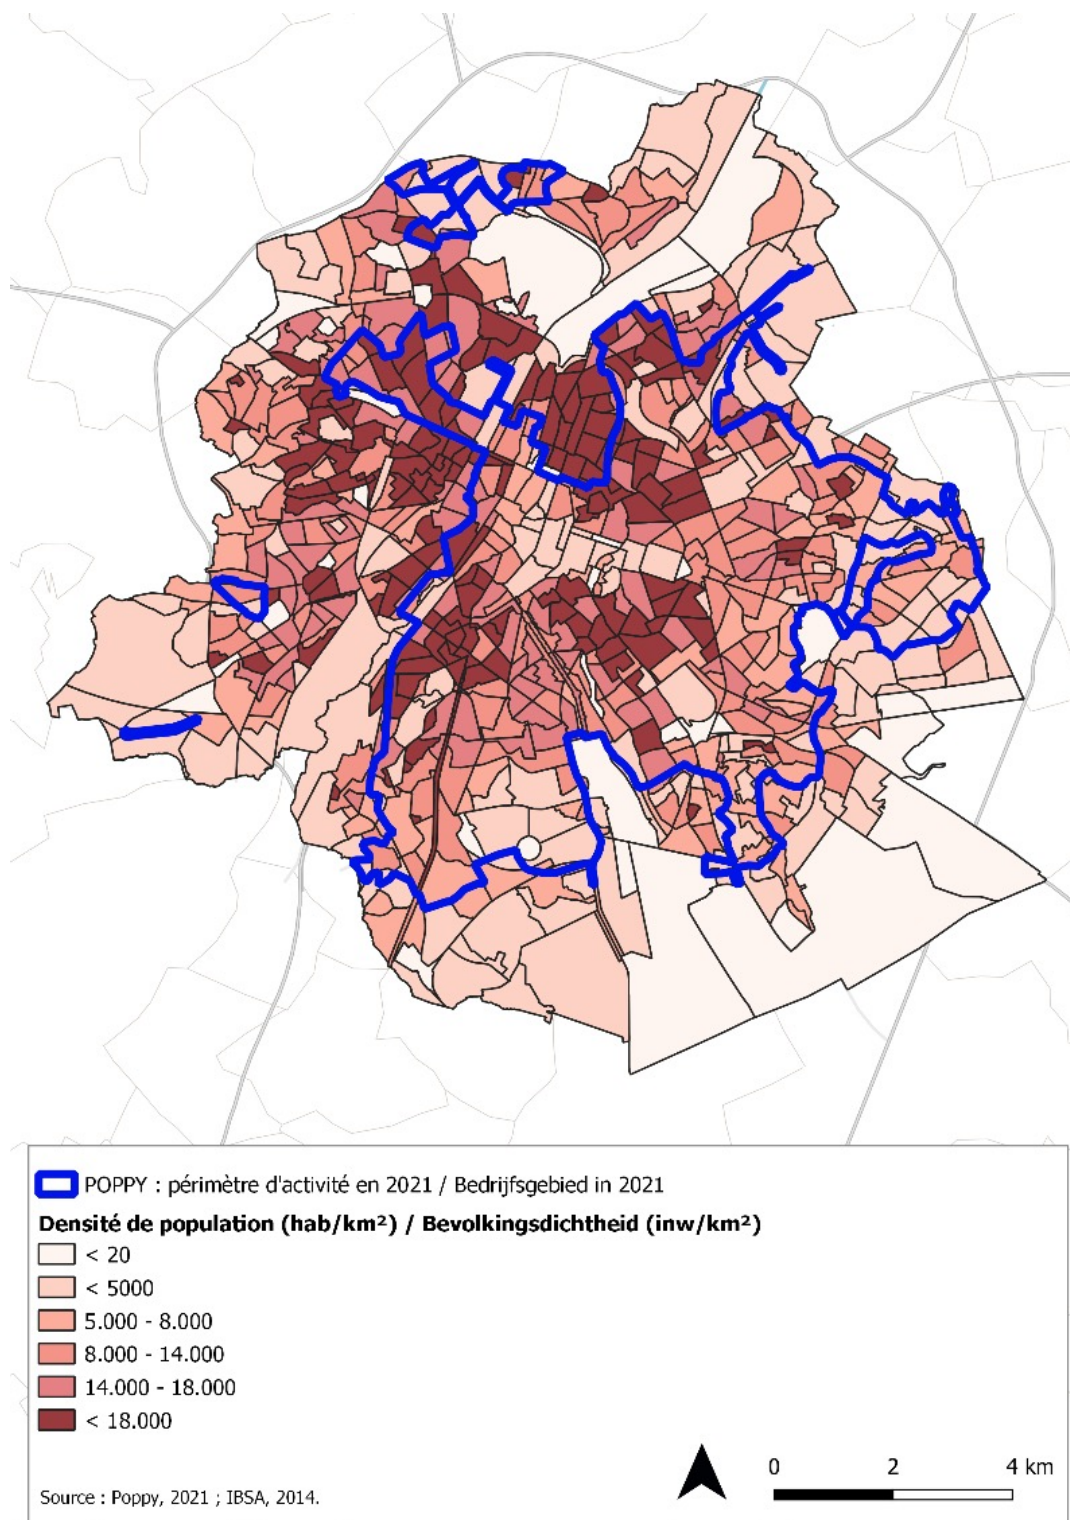 POPPY : périmètre d'activité en 2021 / Bedrijfsgebied in 2021
Densité de population (hab/km²) / Bevolkingsdichtheid (inw/km²)
< 20
< 5000
5.000 - 8.000
8.000 - 14.000
14.000 - 18.000
< 18.000
0 2 4 km
Source : Poppy, 2021 ; IBSA, 2014.